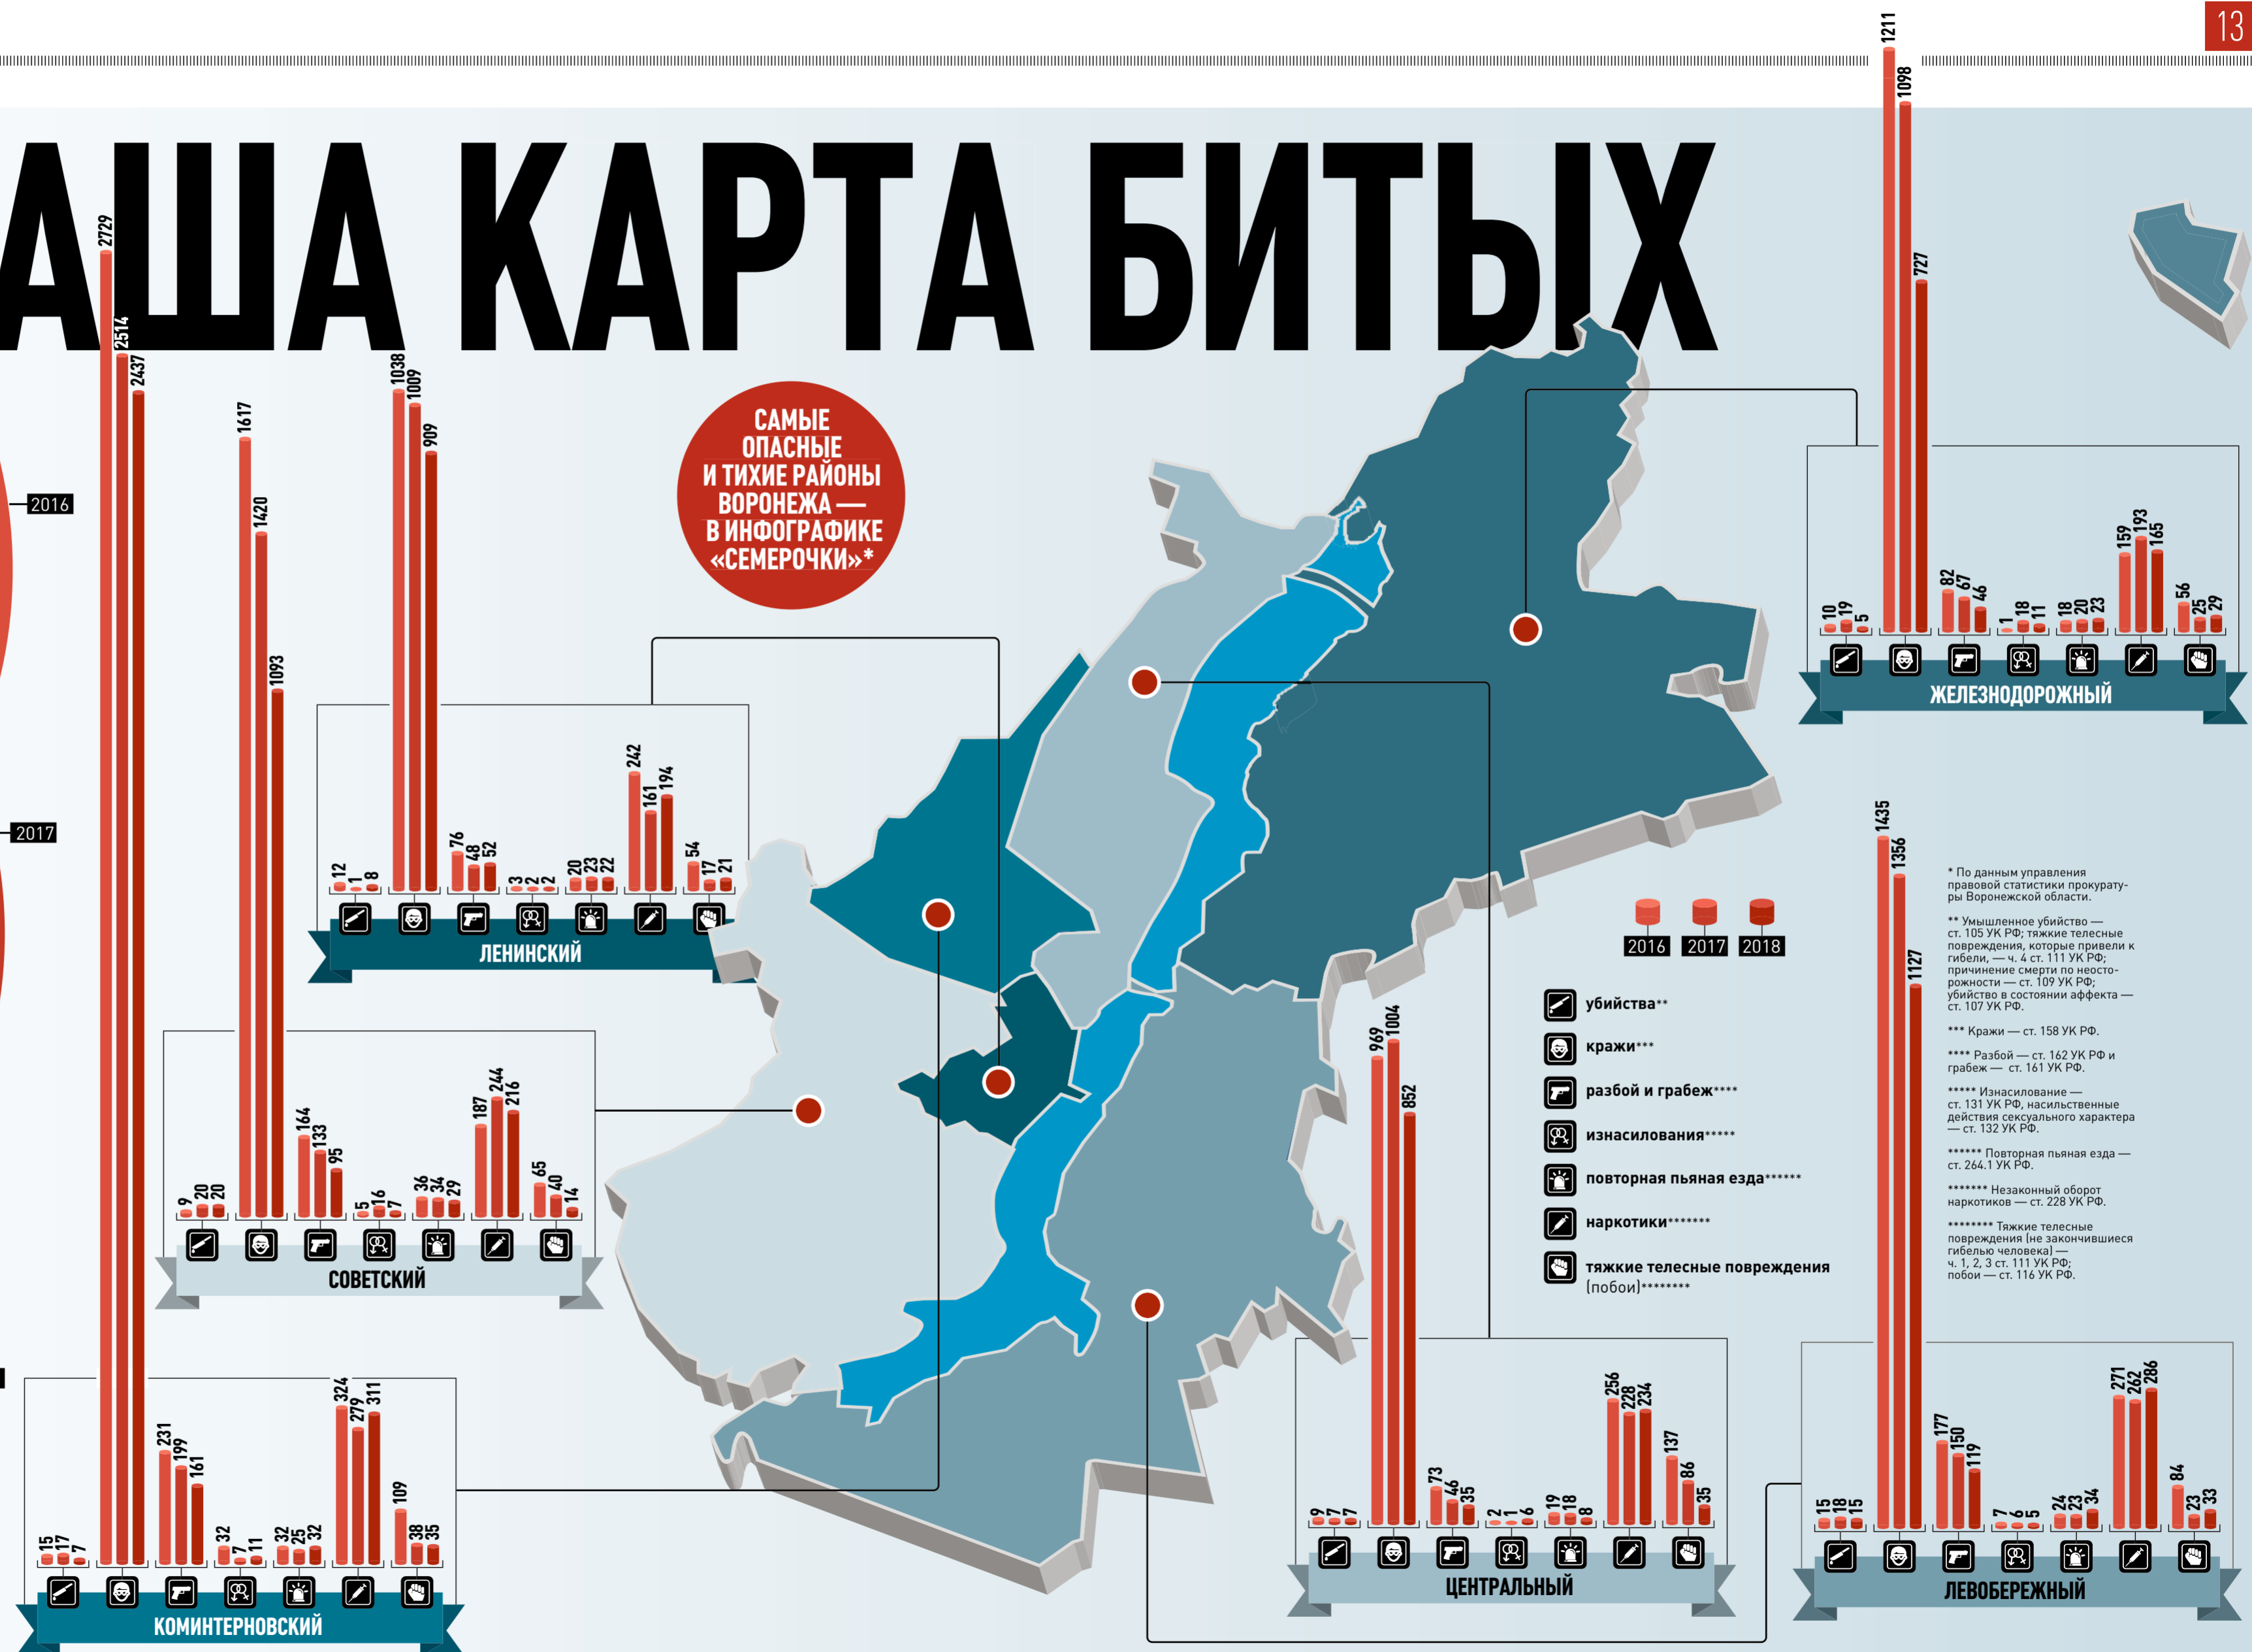 13
АША КАРТА БИТЫХ
САМЫЕ
ОПАСНЫЕ
И ТИХИЕ РАЙОНЫ
ВОРОНЕЖА —
В ИНФОГРАФИКЕ
«СЕМЕРОЧКИ»*
2016
2017
12 1 8
1038 1009 909
76 48 52
3 2 2
20 23 22
242 161 194
54 17 21
ЛЕНИНСКИЙ
9 20 20
1617 1420 1093
164 133 95
5 16 7
36 34 29
187 244 216
65 40 14
СОВЕТСКИЙ
15 17 7
2729 2514 2437
231 199 161
32 7 11
32 25 32
324 279 311
109 38 35
КОМИНТЕРНОВСКИЙ
10 19 5
1211 1098 727
82 67 46
1 18 11
18 20 23
159 193 165
56 25 29
ЖЕЛЕЗНОДОРОЖНЫЙ
2016 2017 2018
убийства**
кражи***
разбой и грабеж****
изнасилования*****
повторная пьяная езда******
наркотики*******
тяжкие телесные повреждения
(побои)********
* По данным управления
правовой статистики прокурату-
ры Воронежской области.
** Умышленное убийство —
ст. 105 УК РФ; тяжкие телесные
повреждения, которые привели к
гибели, — ч. 4 ст. 111 УК РФ;
причинение смерти по неосто-
рожности — ст. 109 УК РФ;
убийство в состоянии аффекта —
ст. 107 УК РФ.
*** Кражи — ст. 158 УК РФ.
**** Разбой — ст. 162 УК РФ и
грабеж — ст. 161 УК РФ.
***** Изнасилование —
ст. 131 УК РФ, насильственные
действия сексуального характера
— ст. 132 УК РФ.
****** Повторная пьяная езда —
ст. 264.1 УК РФ.
******* Незаконный оборот
наркотиков — ст. 228 УК РФ.
******** Тяжкие телесные
повреждения (не закончившиеся
гибелью человека) —
ч. 1, 2, 3 ст. 111 УК РФ;
побои — ст. 116 УК РФ.
9 7 7
969 1004 852
73 46 35
2 1 6
19 18 8
256 228 234
137 86 35
ЦЕНТРАЛЬНЫЙ
15 18 15
1435 1356 1127
177 150 119
7 6 5
24 23 34
271 262 286
84 23 33
ЛЕВОБЕРЕЖНЫЙ